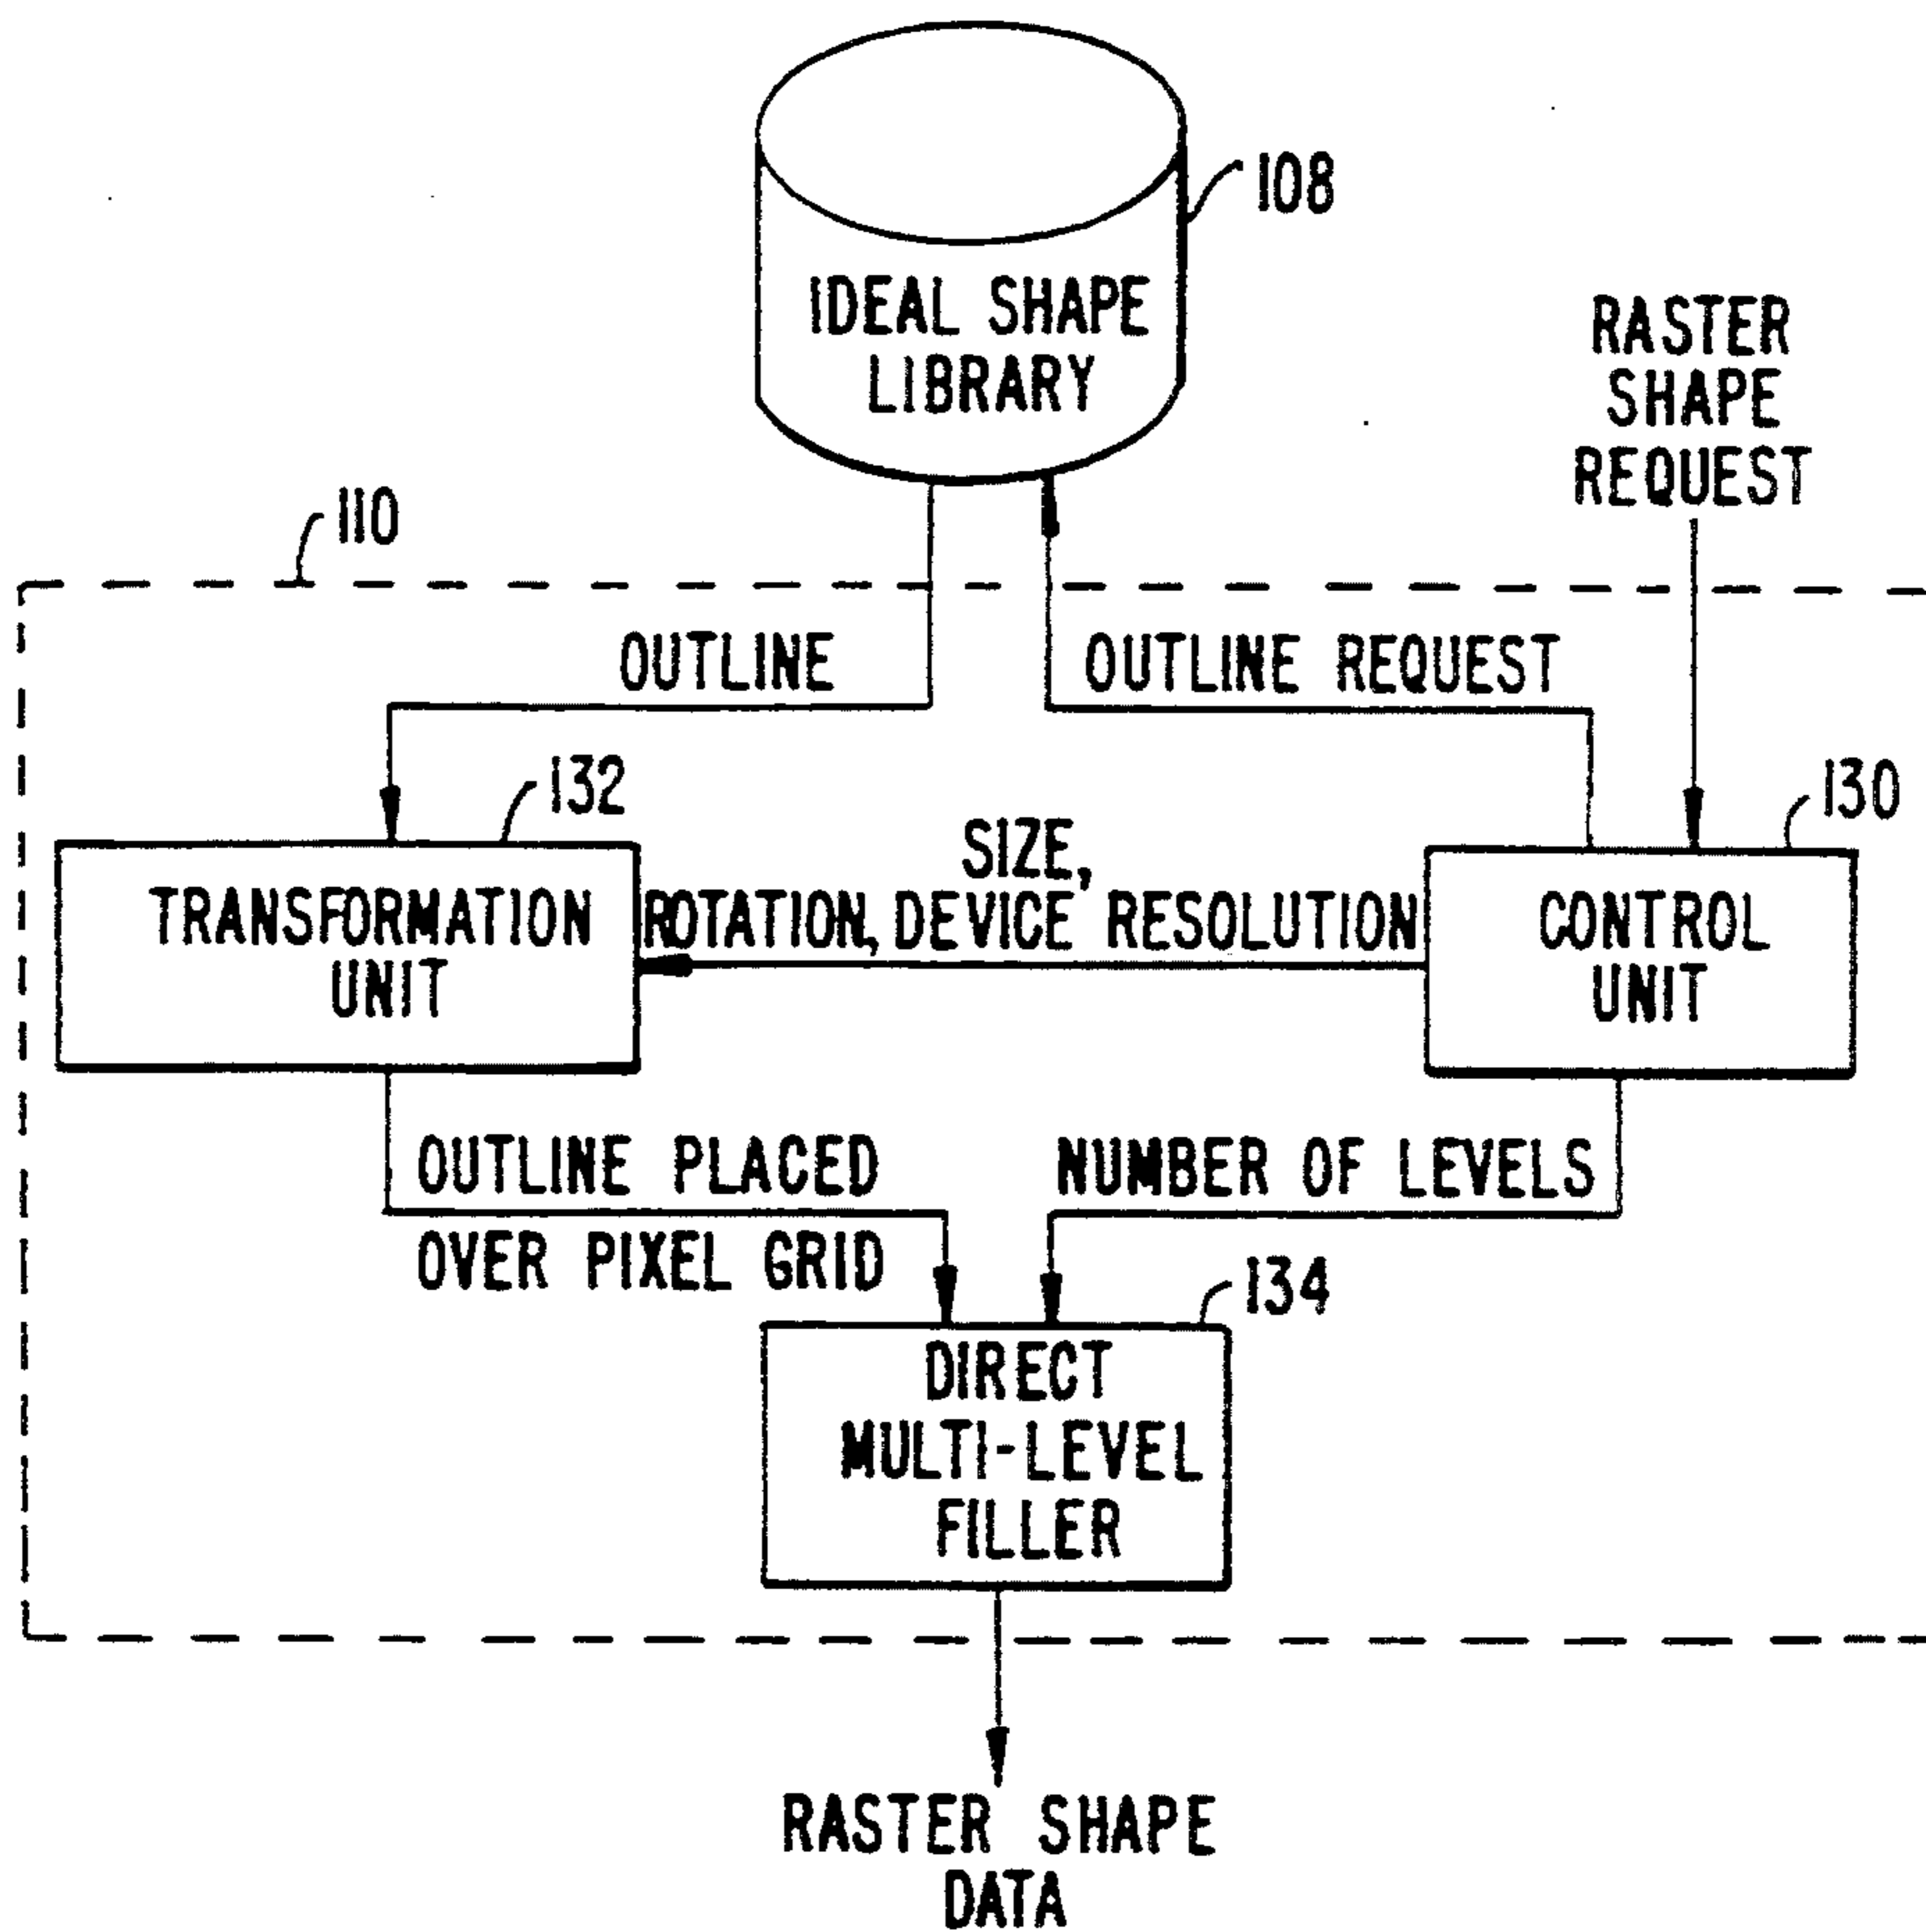 108
IDEAL SHAPE
LIBRARY
RASTER
SHAPE
REQUEST
110
OUTLINE
OUTLINE REQUEST
132
130
SIZE,
ROTATION, DEVICE RESOLUTION
TRANSFORMATION
UNIT
CONTROL
UNIT
OUTLINE PLACED
OVER PIXEL GRID
NUMBER OF LEVELS
134
DIRECT
MULTI-LEVEL
FILLER
RASTER SHAPE
DATA